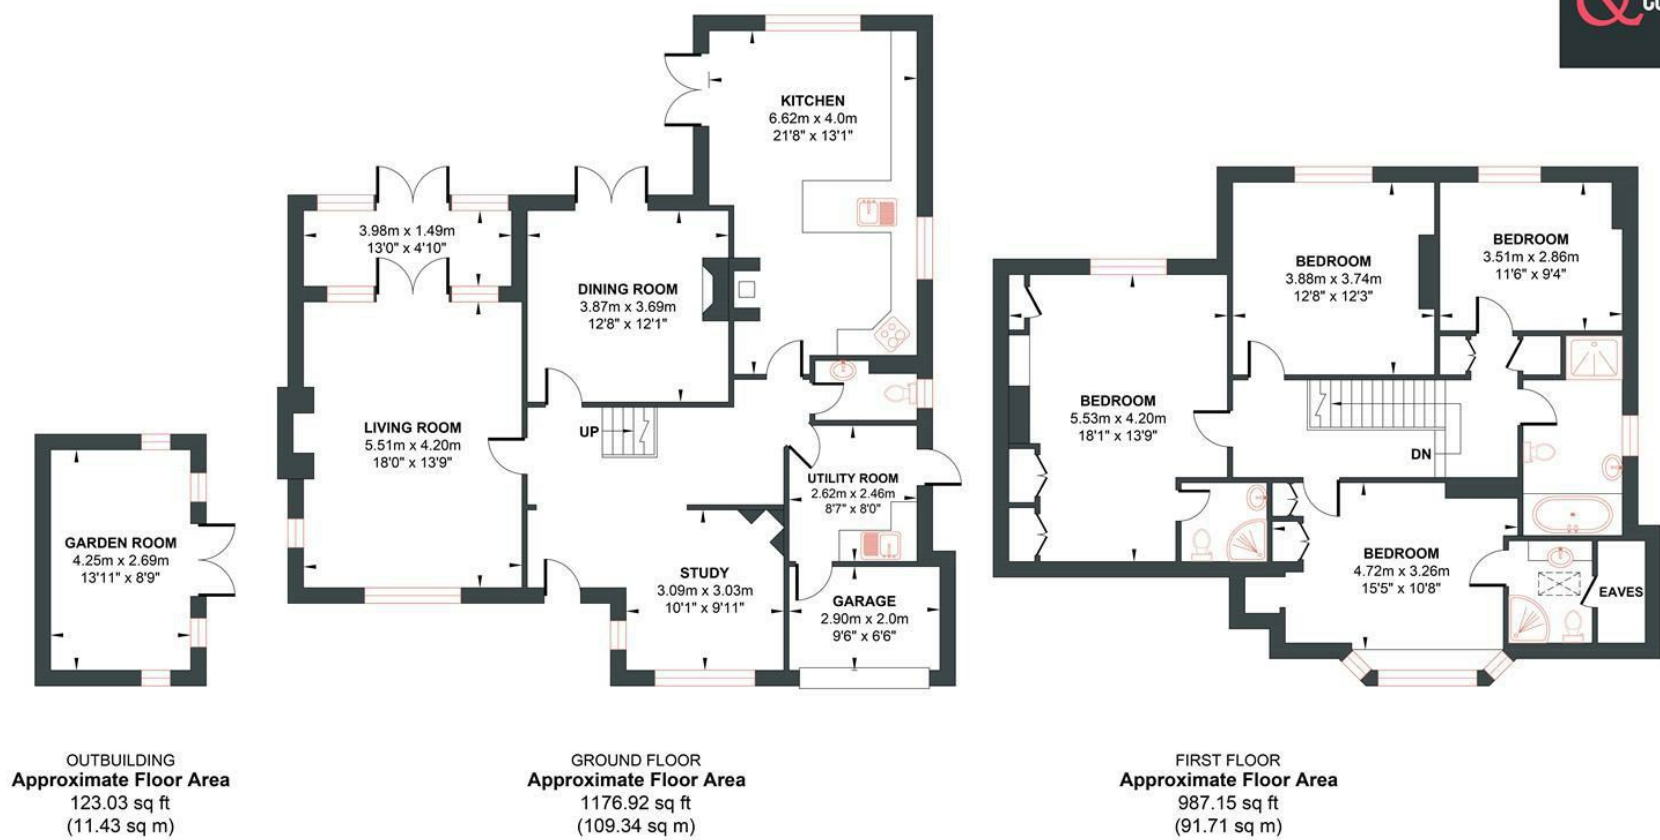 KITCHEN
6.62m x 4.0m
21'8" x 13'1"
3.98m x 1.49m
13'0" x 4'10"
DINING ROOM
3.87m x 3.69m
12'8" x 12'1"
LIVING ROOM
5.51m x 4.20m
18'0" x 13'9"
UP
UTILITY ROOM
2.62m x 2.46m
8'7" x 8'0"
STUDY
3.09m x 3.03m
10'1" x 9'11"
GARAGE
2.90m x 2.0m
9'6" x 6'6"
GARDEN ROOM
4.25m x 2.69m
13'11" x 8'9"
BEDROOM
3.88m x 3.74m
12'8" x 12'3"
BEDROOM
3.51m x 2.86m
11'6" x 9'4"
BEDROOM
5.53m x 4.20m
18'1" x 13'9"
DN
BEDROOM
4.72m x 3.26m
15'5" x 10'8"
EAVES
OUTBUILDING
Approximate Floor Area
123.03 sq ft
(11.43 sq m)
GROUND FLOOR
Approximate Floor Area
1176.92 sq ft
(109.34 sq m)
FIRST FLOOR
Approximate Floor Area
987.15 sq ft
(91.71 sq m)